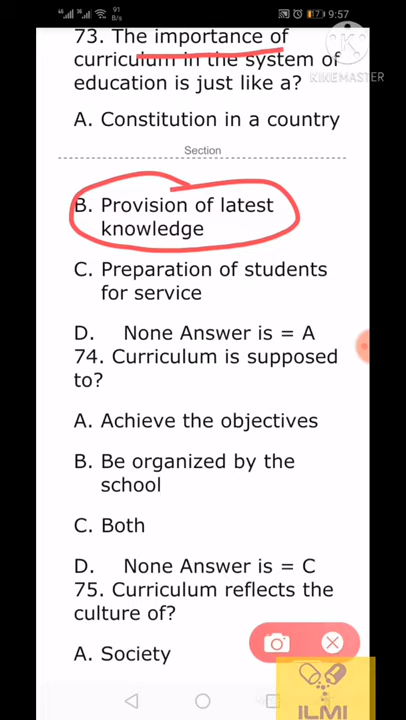 91
B/s
17
9:57
73. The importance of
curriculum in the system of
KINEMASTER
education is just like a?
A. Constitution in a country
Section
B. Provision of latest
knowledge
C. Preparation of students
for service
D. None Answer is = A
74. Curriculum is supposed
to?
A. Achieve the objectives
B. Be organized by the
school
C. Both
D. None Answer is = C
75. Curriculum reflects the
culture of?
A. Society
ILMI